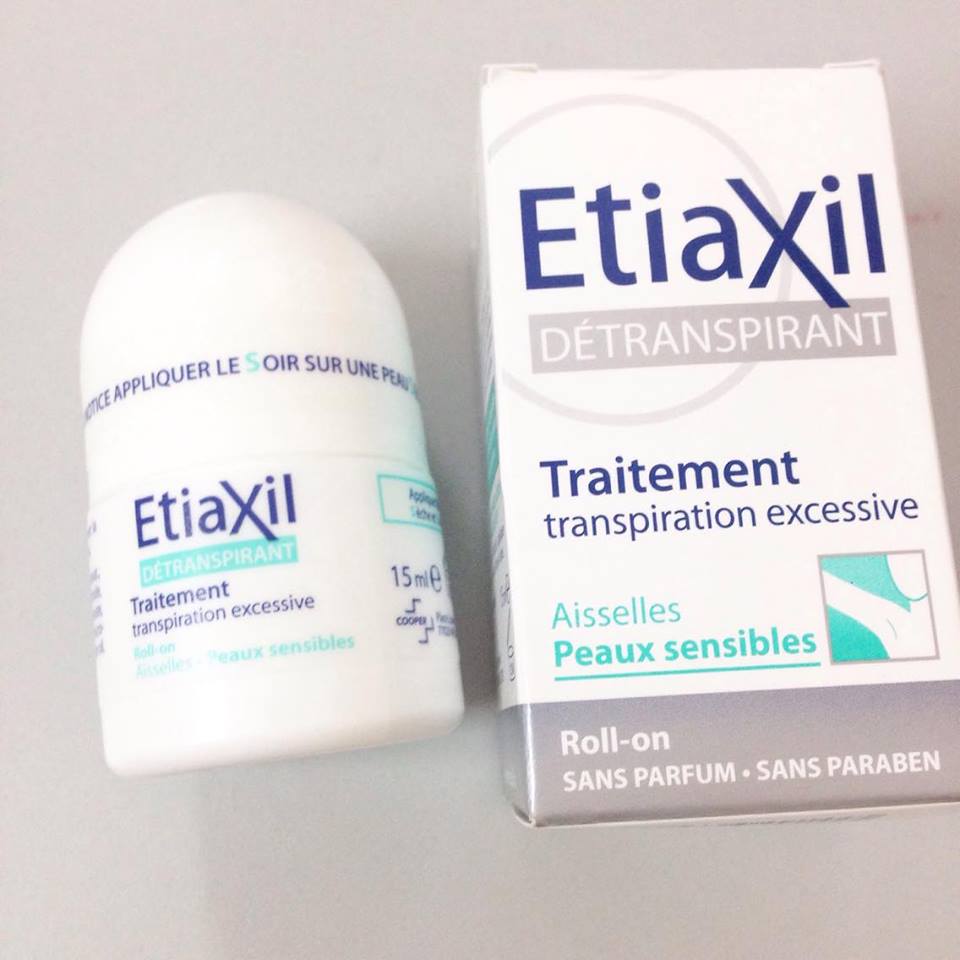 NOTICE APPLIQUER LE SOIR SUR UNE PEAU
EtiaXil
DÉTRANSPIRANT
Traitement
transpiration excessive
Roll-on
Aisselles - Peaux sensibles
15 ml e
COOPER
EtiaXil
DÉTRANSPIRANT
Traitement
transpiration excessive
Aisselles
Peaux sensibles
Roll-on
SANS PARFUM • SANS PARABEN